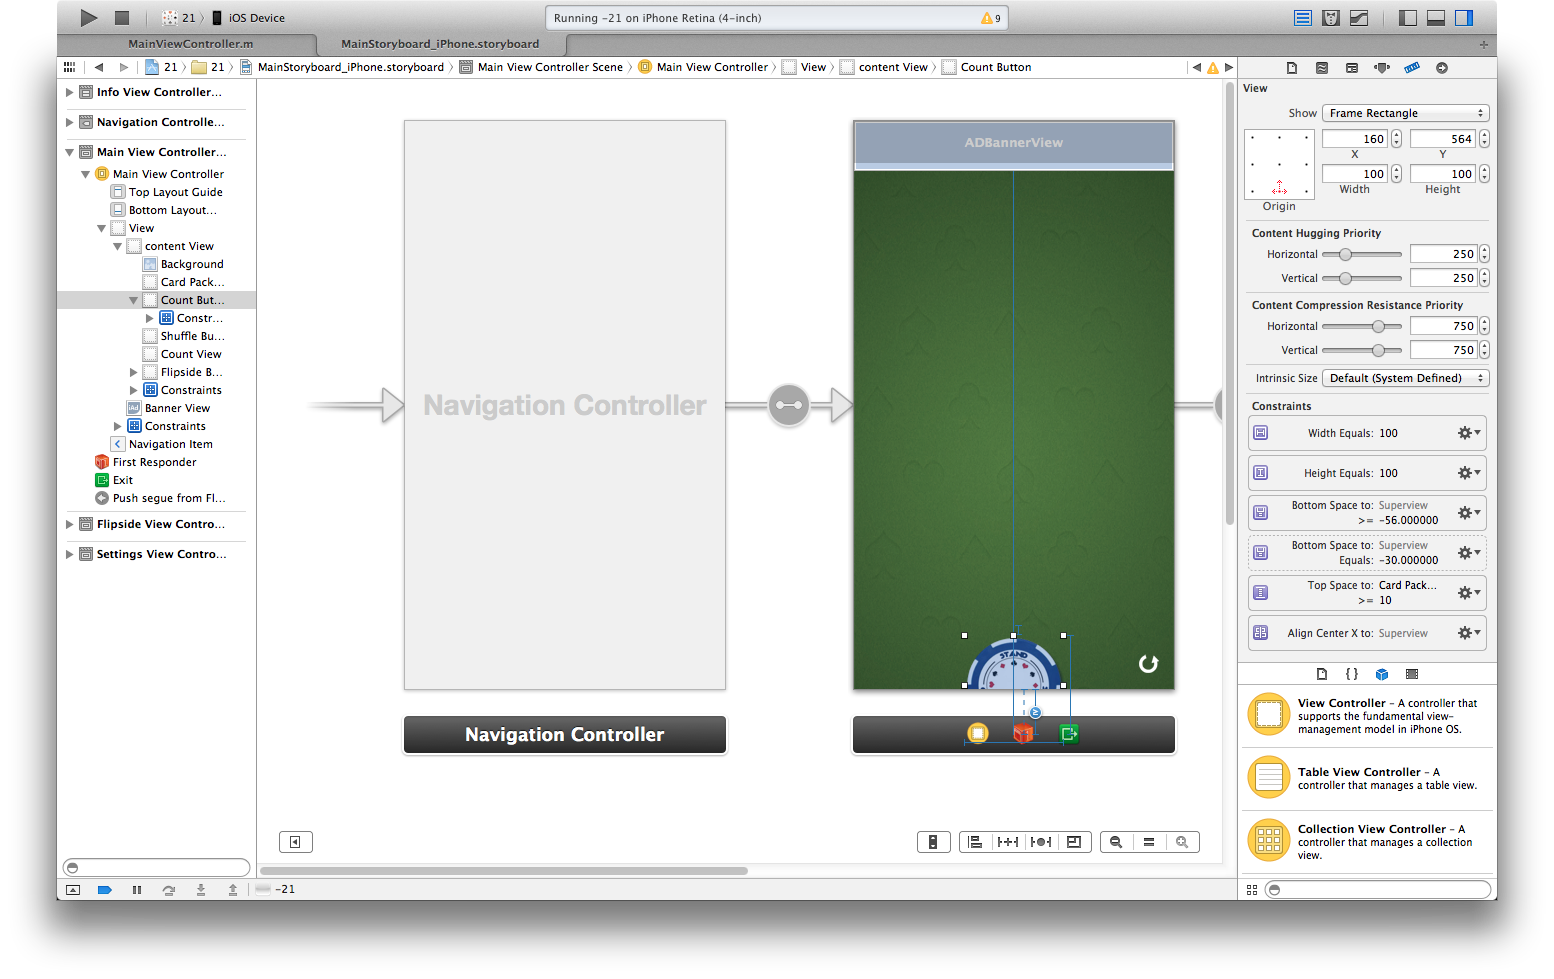 21 iOS Device
Running -21 on iPhone Retina (4-inch)
9
MainViewController.m
MainStoryboard_iPhone.storyboard
21 21 MainStoryboard_iPhone.storyboard Main View Controller Scene Main View Controller View content View Count Button
Info View Controller...
Navigation Controlle...
Main View Controller...
Main View Controller
Top Layout Guide
Bottom Layout...
View
content View
Background
Card Pack...
Count But...
Constr...
Shuffle Bu...
Count View
Flipside B...
Constraints
iAd Banner View
Constraints
Navigation Item
First Responder
Exit
Push segue from Fl...
Flipside View Contro...
Settings View Contro...
Navigation Controller
Navigation Controller
ADBannerView
STAND
View
Show Frame Rectangle
160 564
X Y
100 100
Width Height
Origin
Content Hugging Priority
Horizontal 250
Vertical 250
Content Compression Resistance Priority
Horizontal 750
Vertical 750
Intrinsic Size Default (System Defined)
Constraints
Width Equals: 100
Height Equals: 100
Bottom Space to: Superview
>= -56.000000
Bottom Space to: Superview
Equals: -30.000000
Top Space to: Card Pack...
>= 10
Align Center X to: Superview
{ }
View Controller – A controller that
supports the fundamental view-
management model in iPhone OS.
Table View Controller – A
controller that manages a table view.
Collection View Controller – A
controller that manages a collection
view.
-21